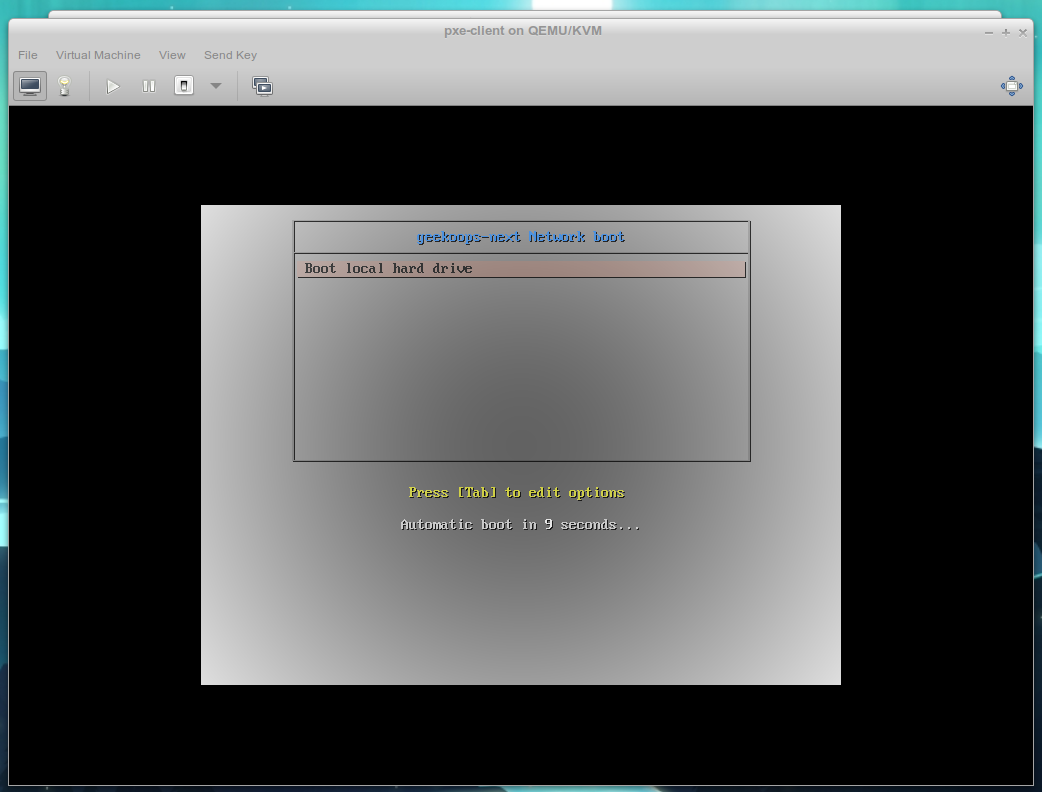 pxe-client on QEMU/KVM
File Virtual Machine View Send Key
geekoops-next Network boot
Boot local hard drive
Press [Tab] to edit options
Automatic boot in 9 seconds...